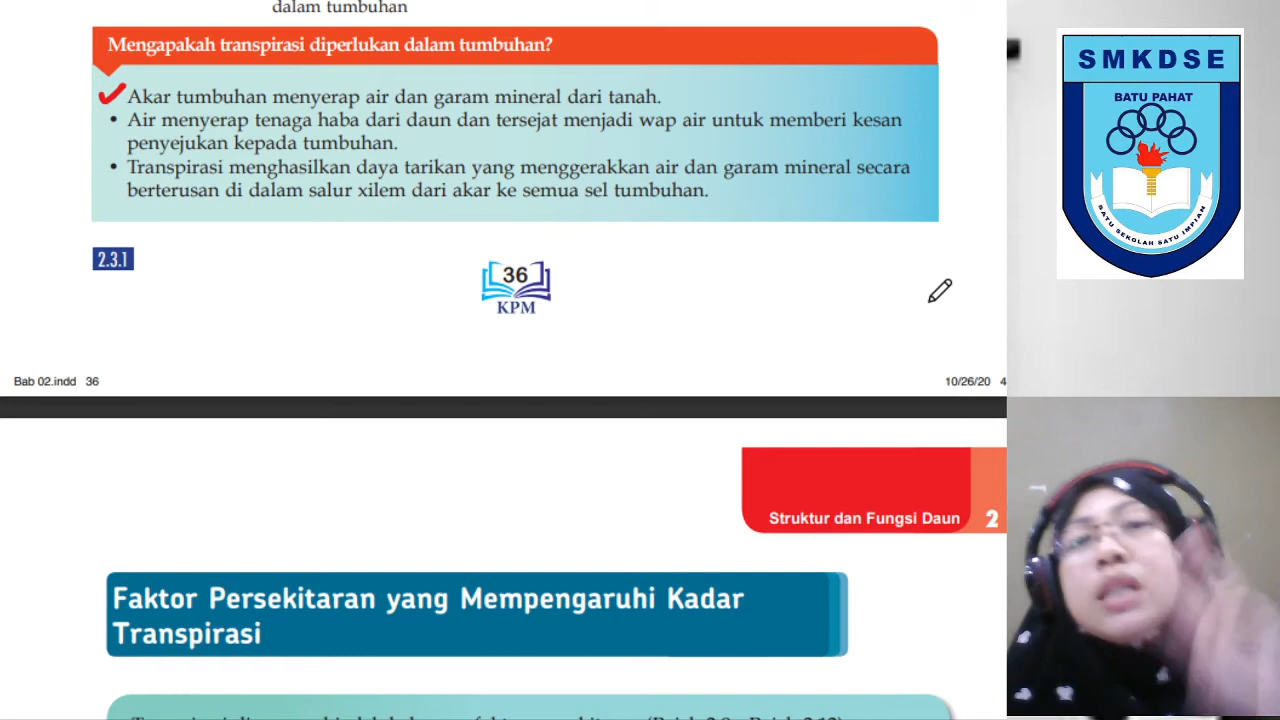 dalam tumbuhan
Mengapakah transpirasi diperlukan dalam tumbuhan?
Akar tumbuhan menyerap air dan garam mineral dari tanah.
• Air menyerap tenaga haba dari daun dan tersejat menjadi wap air untuk memberi kesan
penyejukan kepada tumbuhan.
• Transpirasi menghasilkan daya tarikan yang menggerakkan air dan garam mineral secara
berterusan di dalam salur xilem dari akar ke semua sel tumbuhan.
2.3.1
36
KPM
Bab 02.indd 36
10/26/20 4
Struktur dan Fungsi Daun 2
Faktor Persekitaran yang Mempengaruhi Kadar
Transpirasi
SMKDSE
BATU PAHAT
SATU SEKOLAH SATU IMPIAN